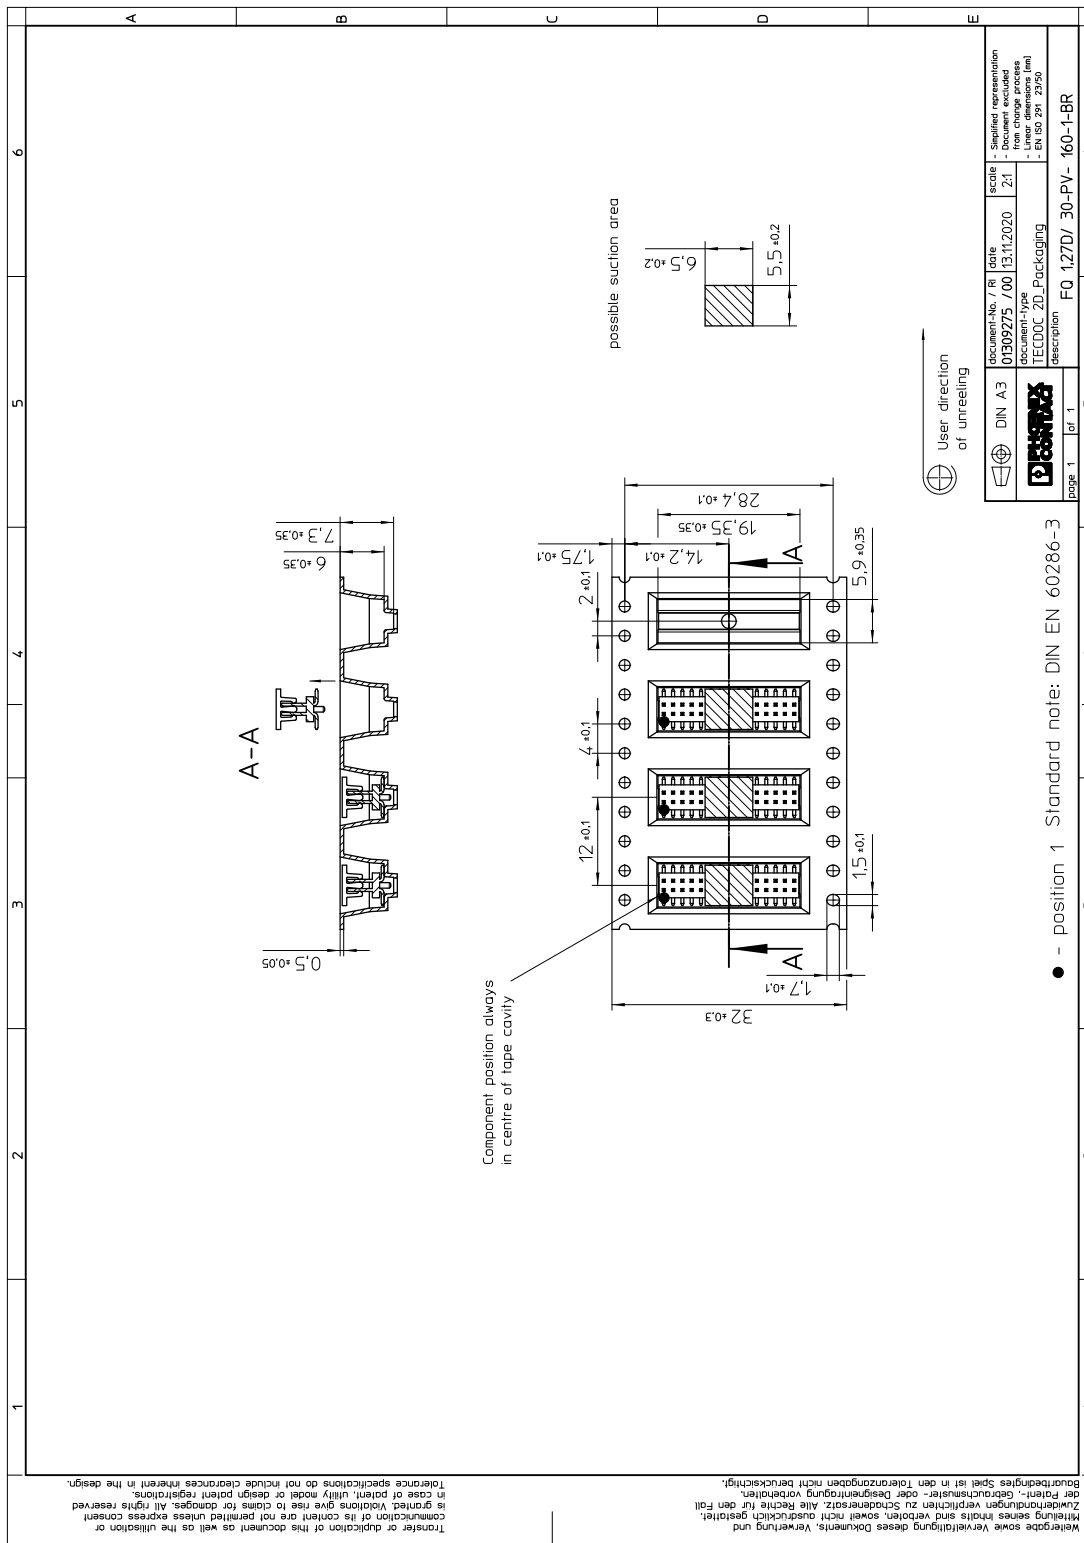 A
B
C
D
E
6
5
4
3
2
1
A-A
7,3 ±0,35
6 ±0,35
0,5 ±0,05
Component position always
in centre of tape cavity
possible suction area
6,5 ±0,2
5,5 ±0,2
28,4 ±0,1
19,35 ±0,35
14,2 ±0,1
1,75 ±0,1
2 ±0,1
4 ±0,1
12 ±0,1
5,9 ±0,35
1,5 ±0,1
1,7 ±0,1
32 ±0,3
A
A
User direction
of unreeling
● - position 1 Standard note: DIN EN 60286-3
DIN A3
PHOENIX
CONTACT
page 1 of 1
document-No. / RI
01309275 / 00
date
13.11.2020
scale
2:1
- Simplified representation
- Document excluded
from change process
- Linear dimensions [mm]
- EN ISO 291 23/50
document-type
TECDOC 2D_Packaging
description
FQ 1,27D/ 30-PV- 160-1-BR
Transfer or duplication of this document as well as the utilisation or
communication of its content are not permitted unless express consent
is granted. Violations give rise to claims for damages. All rights reserved
in case of patent, utility model or design patent registrations.
Tolerance specifications do not include clearances inherent in the design.
Weitergabe sowie Vervielfältigung dieses Dokuments, Verwertung und
Mitteilung seines Inhalts sind verboten, soweit nicht ausdrücklich gestattet.
Zuwiderhandlungen verpflichten zu Schadenersatz. Alle Rechte für den Fall
der Patent-, Gebrauchsmuster- oder Designeintragung vorbehalten.
Bauartbedingtes Spiel ist in den Toleranzangaben nicht berücksichtigt.